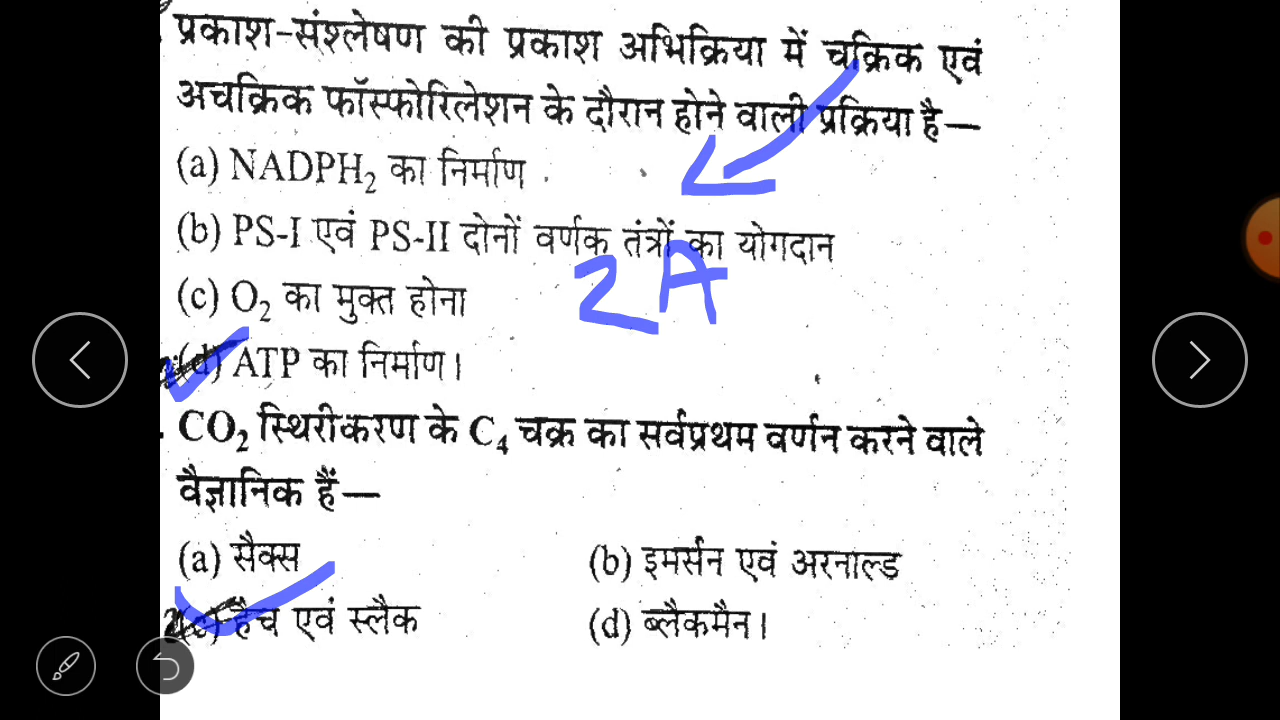 प्रकाश-संश्लेषण की प्रकाश अभिक्रिया में चक्रिक एवं
अचक्रिक फॉस्फोरिलेशन के दौरान होने वाली प्रक्रिया है—
(a) NADPH₂ का निर्माण
(b) PS-I एवं PS-II दोनों वर्णक तंत्रों का योगदान
2A
(c) O₂ का मुक्त होना
(d) ATP का निर्माण।
CO₂ स्थिरीकरण के C₄ चक्र का सर्वप्रथम वर्णन करने वाले
वैज्ञानिक हैं—
(a) सैक्स (b) इमर्सन एवं अरनाल्ड
(c) हैच एवं स्लैक (d) ब्लैकमैन।